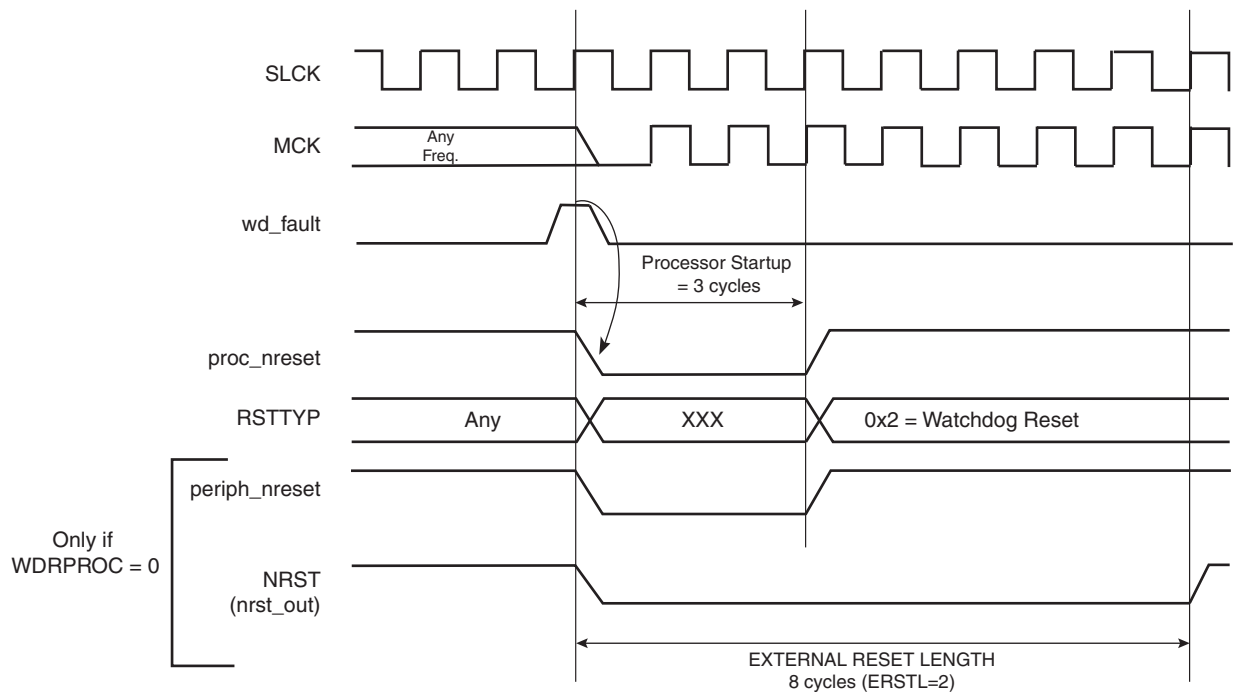 SLCK
MCK
Any
Freq.
wd_fault
Processor Startup
= 3 cycles
proc_nreset
RSTTYP
Any
XXX
0x2 = Watchdog Reset
periph_nreset
Only if
WDRPROC = 0
NRST
(nrst_out)
EXTERNAL RESET LENGTH
8 cycles (ERSTL=2)